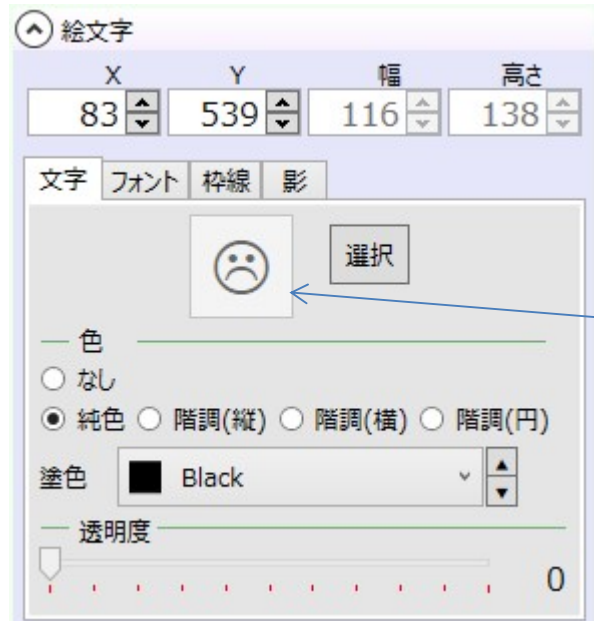 絵文字
X Y 幅 高さ
83 539 116 138
文字 フォント 枠線 影
選択
色
なし
純色 階調(縦) 階調(横) 階調(円)
塗色 Black
透明度
0